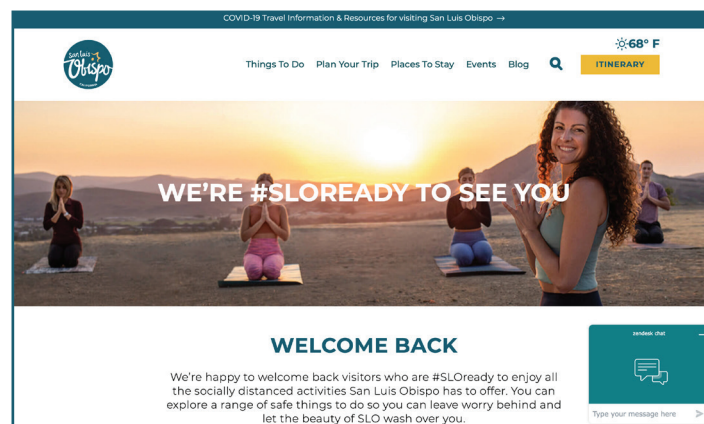 COVID-19 Travel Information & Resources for visiting San Luis Obispo →
68° F
san luis
Obispo
Things To Do Plan Your Trip Places To Stay Events Blog
ITINERARY
WE'RE #SLOREADY TO SEE YOU
WELCOME BACK
We're happy to welcome back visitors who are #SLOready to enjoy all
the socially distanced activities San Luis Obispo has to offer. You can
explore a range of safe things to do so you can leave worry behind and
let the beauty of SLO wash over you.
zendesk chat
Type your message here